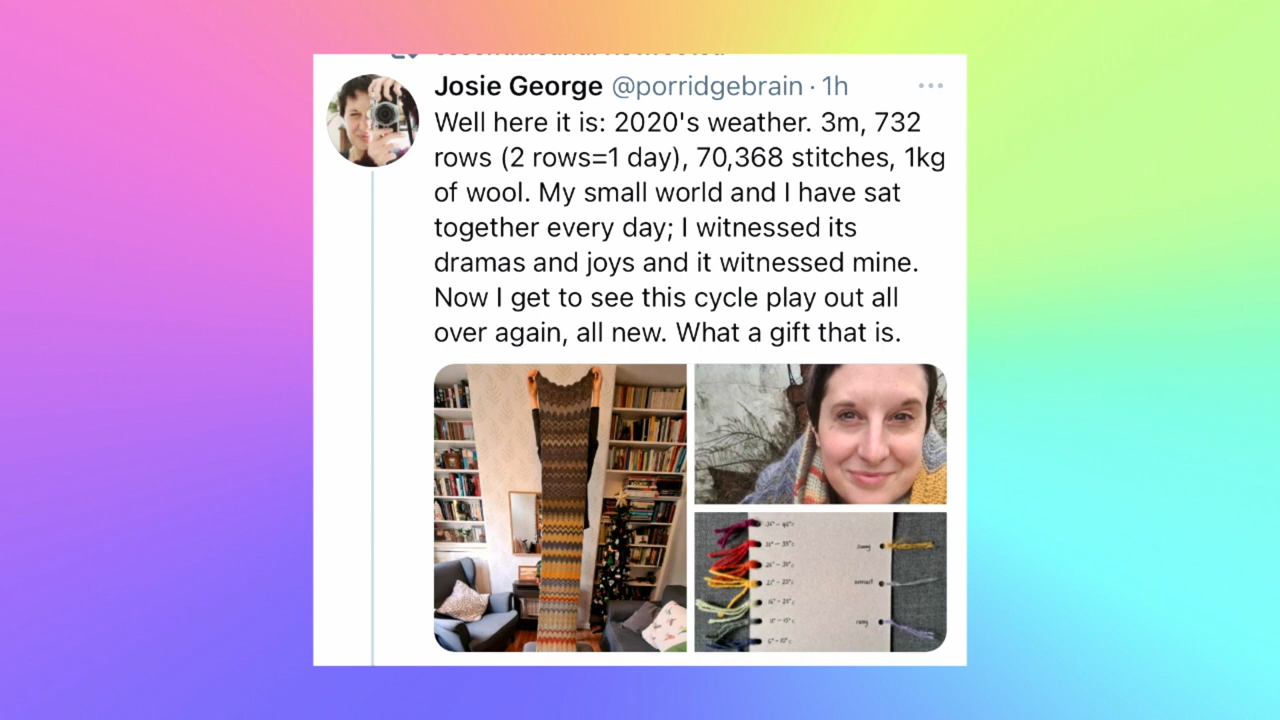 Josie George @porridgebrain · 1h
Well here it is: 2020's weather. 3m, 732
rows (2 rows=1 day), 70,368 stitches, 1kg
of wool. My small world and I have sat
together every day; I witnessed its
dramas and joys and it witnessed mine.
Now I get to see this cycle play out all
over again, all new. What a gift that is.
sunny
overcast
rainy